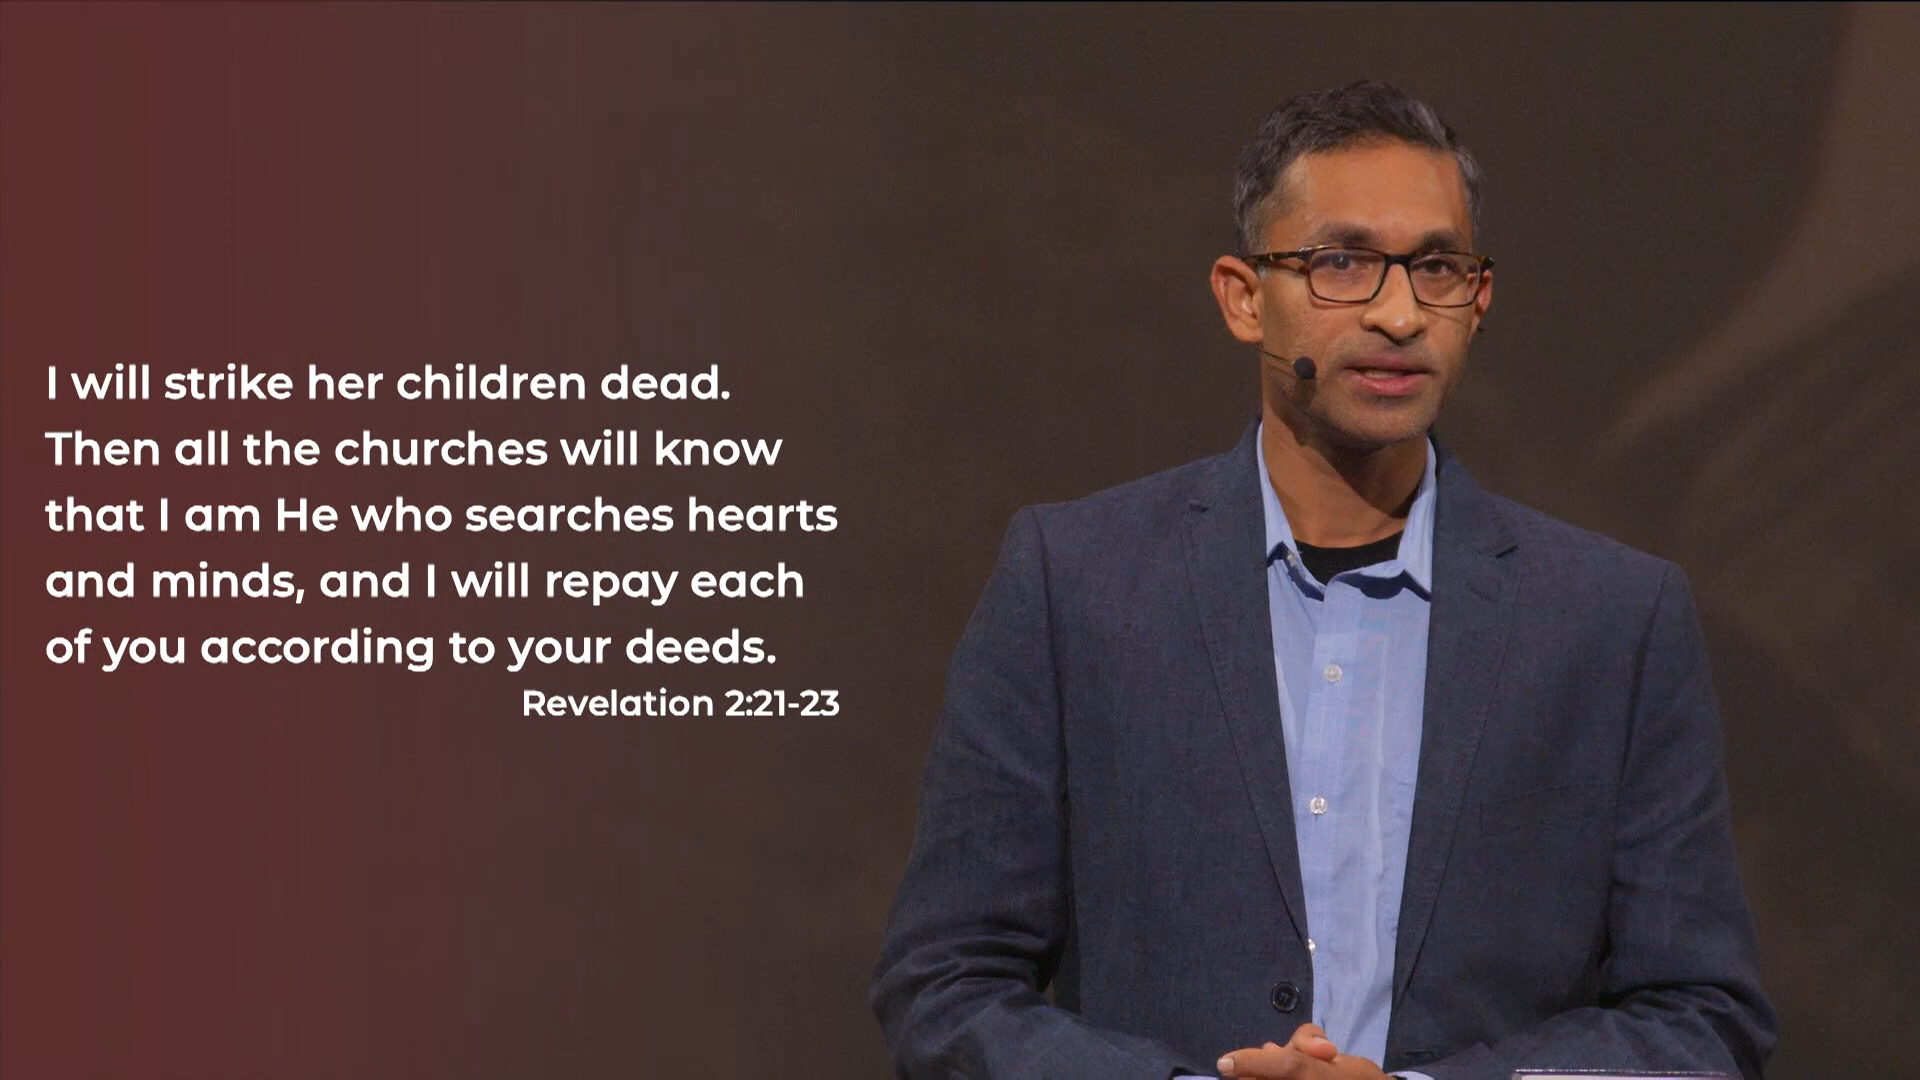 I will strike her children dead.
Then all the churches will know
that I am He who searches hearts
and minds, and I will repay each
of you according to your deeds.
Revelation 2:21-23